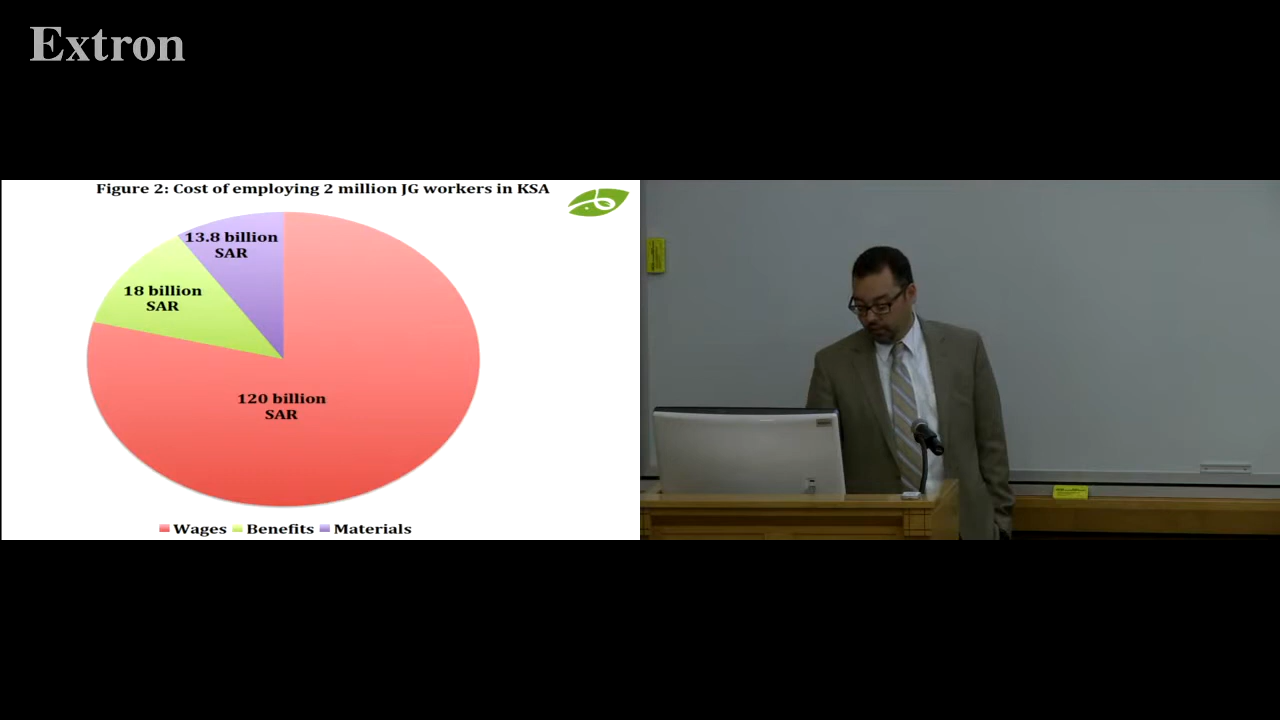 Extron
Figure 2: Cost of employing 2 million JG workers in KSA
13.8 billion
SAR
18 billion
SAR
120 billion
SAR
Wages Benefits Materials